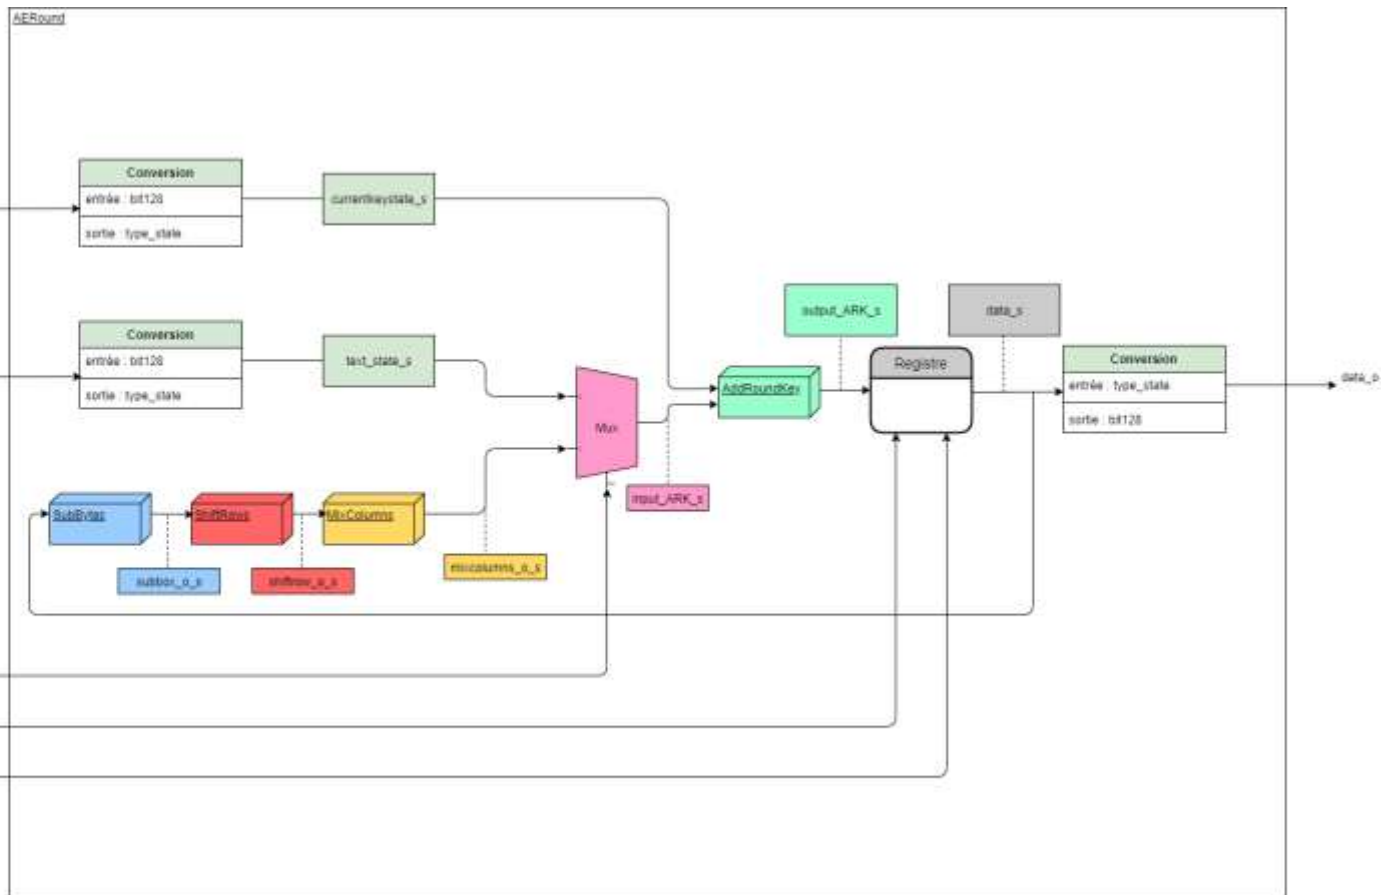 AERound
Conversion
entrée : bit128
sortie : type_state
currentkeystate_s
Conversion
entrée : bit128
sortie : type_state
text_state_s
Mux
input_ARK_s
AddRoundKey
output_ARK_s
Registre
data_s
Conversion
entrée : type_state
sortie : bit128
data_o
SubBytes
ShiftRows
MixColumns
subbox_o_s
shiftrow_o_s
mixcolumns_o_s